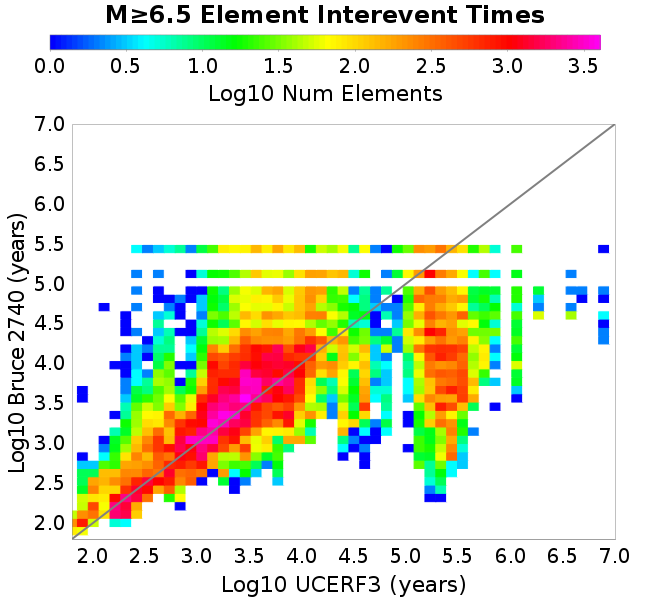 M≥6.5 Element Interevent Times
0.0 0.5 1.0 1.5 2.0 2.5 3.0 3.5
Log10 Num Elements
Log10 Bruce 2740 (years)
7.0
6.5
6.0
5.5
5.0
4.5
4.0
3.5
3.0
2.5
2.0
2.0 2.5 3.0 3.5 4.0 4.5 5.0 5.5 6.0 6.5 7.0
Log10 UCERF3 (years)